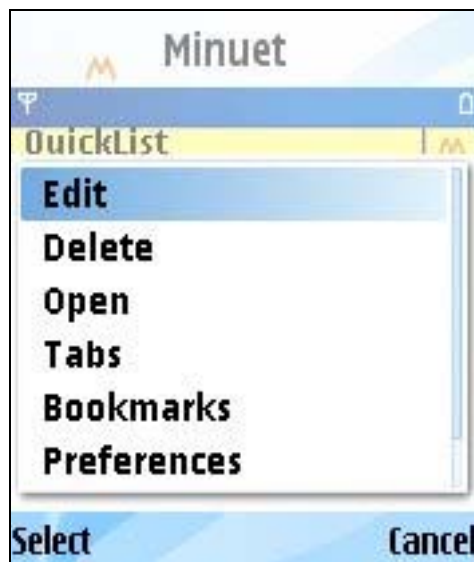 Minuet
QuickList
Edit
Delete
Open
Tabs
Bookmarks
Preferences
Select
Cancel